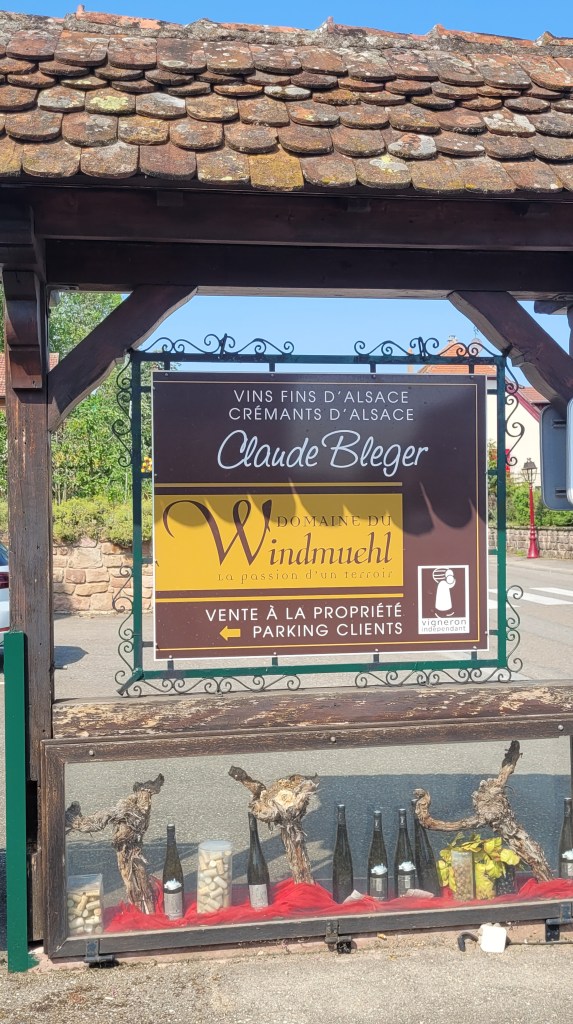 VINS FINS D'ALSACE
CRÉMANTS D'ALSACE
Claude Bleger
DOMAINE DU
Windmuehl
La passion d'un terroir
VENTE À LA PROPRIÉTÉ
PARKING CLIENTS
vigneron
indépendant